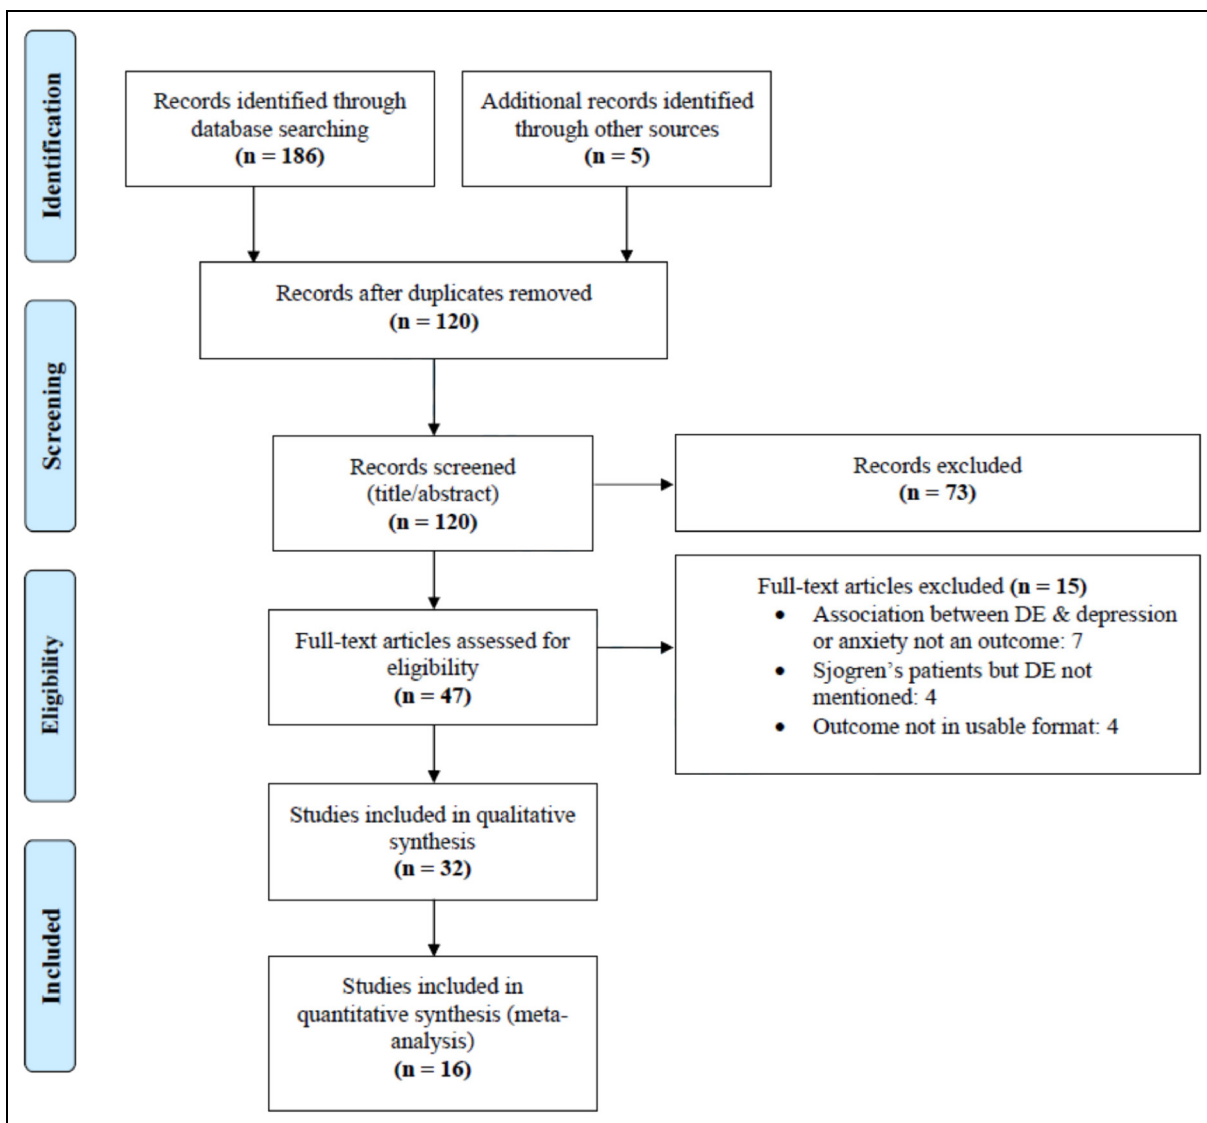 Identification
Records identified through
database searching
(n = 186)
Additional records identified
through other sources
(n = 5)
Records after duplicates removed
(n = 120)
Screening
Records screened
(title/abstract)
(n = 120)
Records excluded
(n = 73)
Eligibility
Full-text articles assessed for
eligibility
(n = 47)
Full-text articles excluded (n = 15)
• Association between DE & depression
or anxiety not an outcome: 7
• Sjogren’s patients but DE not
mentioned: 4
• Outcome not in usable format: 4
Studies included in qualitative
synthesis
(n = 32)
Included
Studies included in
quantitative synthesis (meta-
analysis)
(n = 16)